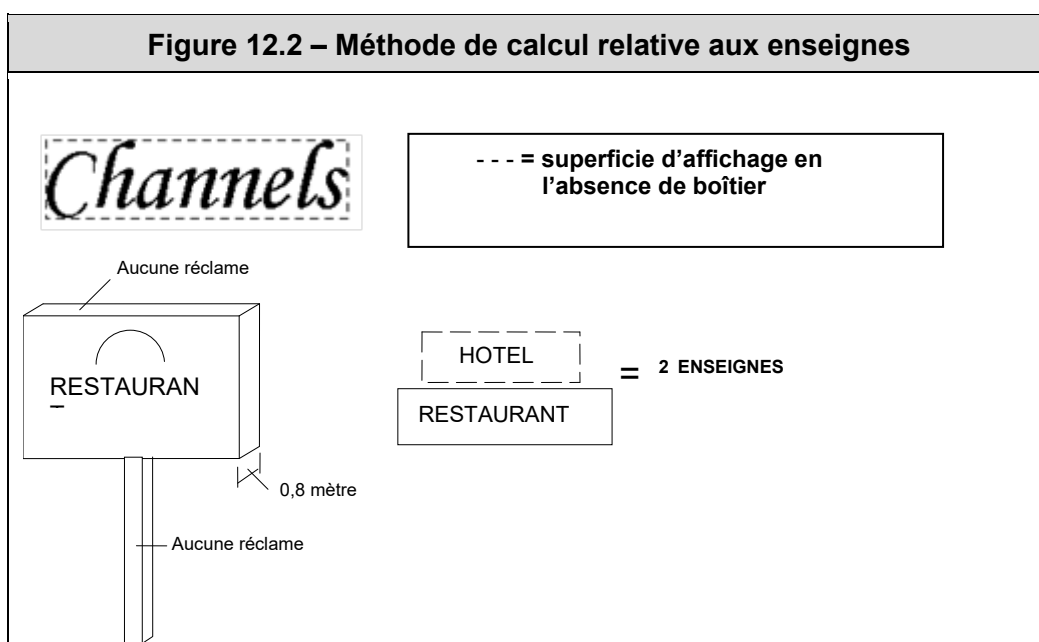 Figure 12.2 – Méthode de calcul relative aux enseignes
Channels
- - - = superficie d’affichage en
l’absence de boîtier
Aucune réclame
RESTAURAN
HOTEL
= 2 ENSEIGNES
RESTAURANT
0,8 mètre
Aucune réclame